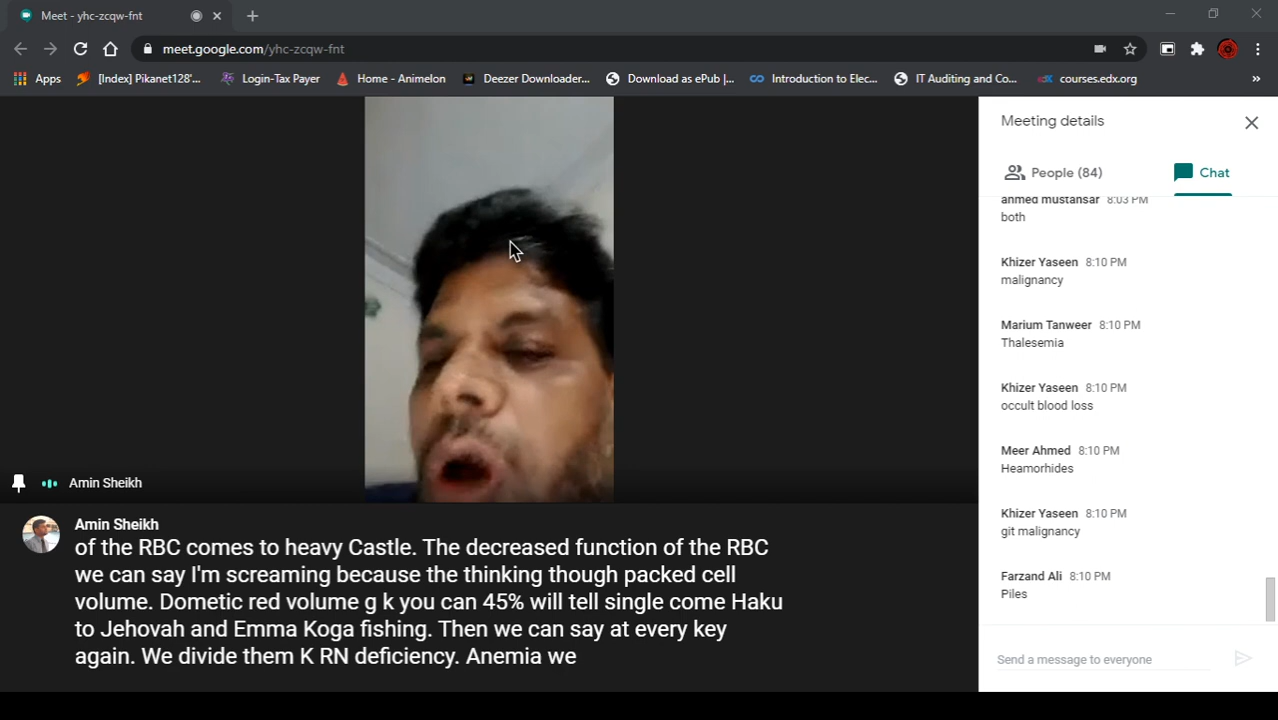 Meet - yhc-zcqw-fnt
meet.google.com/yhc-zcqw-fnt
Apps
[Index] Pikanet128'...
Login-Tax Payer
Home - Animelon
Deezer Downloader...
Download as ePub |...
Introduction to Elec...
IT Auditing and Co...
courses.edx.org
»
Amin Sheikh
Amin Sheikh
of the RBC comes to heavy Castle. The decreased function of the RBC
we can say I'm screaming because the thinking though packed cell
volume. Dometic red volume g k you can 45% will tell single come Haku
to Jehovah and Emma Koga fishing. Then we can say at every key
again. We divide them K RN deficiency. Anemia we
Meeting details
People (84)
Chat
ahmed mustansar 8:03 PM
both
Khizer Yaseen 8:10 PM
malignancy
Marium Tanweer 8:10 PM
Thalesemia
Khizer Yaseen 8:10 PM
occult blood loss
Meer Ahmed 8:10 PM
Heamorhides
Khizer Yaseen 8:10 PM
git malignancy
Farzand Ali 8:10 PM
Piles
Send a message to everyone